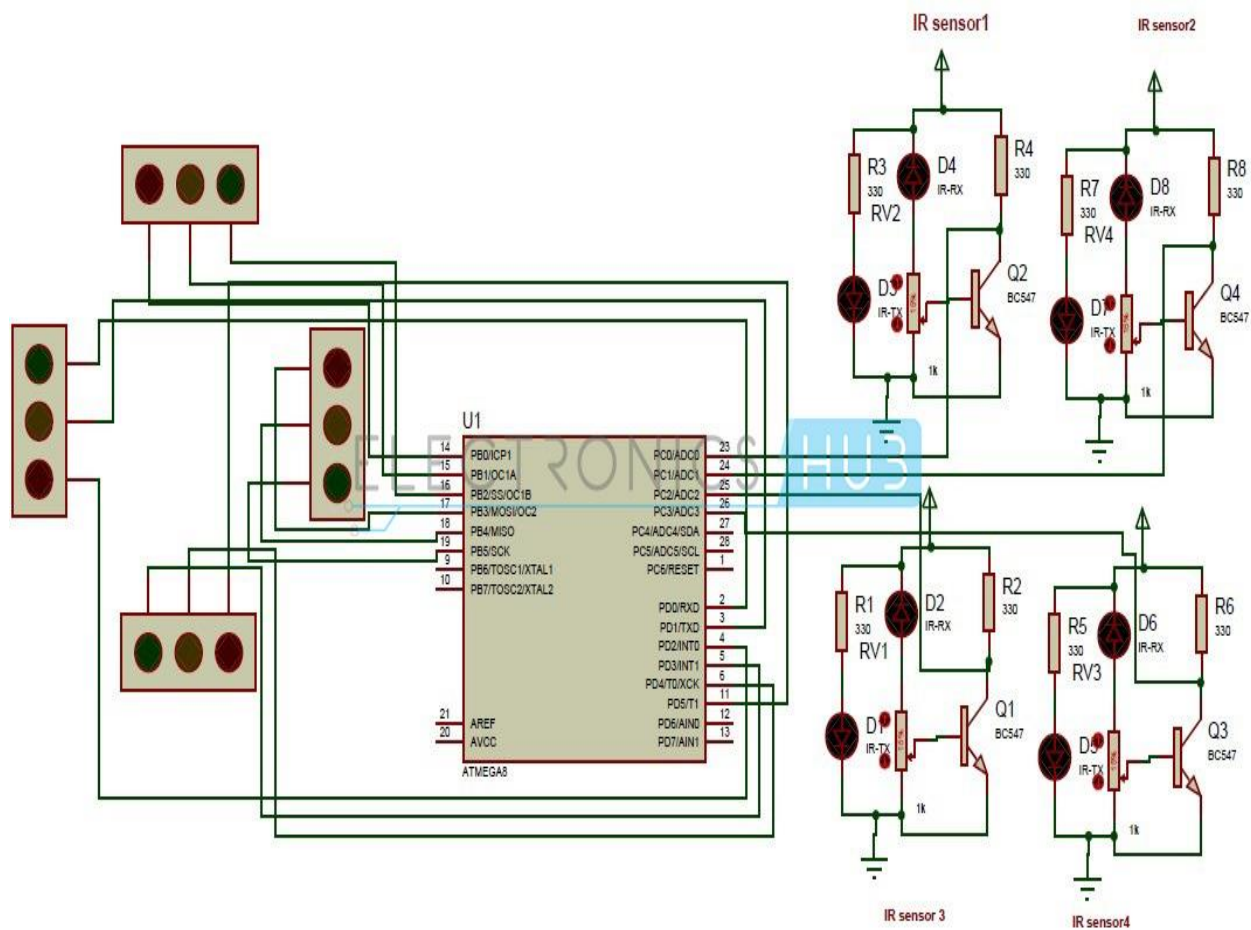 IR sensor1
IR sensor2
R3
330
RV2
D4
IR-RX
R4
330
D3
IR-TX
1k
Q2
BC547
R7
330
RV4
D8
IR-RX
R8
330
D7
IR-TX
1k
Q4
BC547
U1
ELECTRONICS HUB
14 PB0/ICP1
15 PB1/OC1A
16 PB2/SS/OC1B
17 PB3/MOSI/OC2
18 PB4/MISO
19 PB5/SCK
9 PB6/TOSC1/XTAL1
10 PB7/TOSC2/XTAL2
21 AREF
20 AVCC
PC0/ADC0 23
PC1/ADC1 24
PC2/ADC2 25
PC3/ADC3 26
PC4/ADC4/SDA 27
PC5/ADC5/SCL 28
PC6/RESET 1
PD0/RXD 2
PD1/TXD 3
PD2/INT0 4
PD3/INT1 5
PD4/T0/XCK 6
PD5/T1 11
PD6/AIN0 12
PD7/AIN1 13
ATMEGA8
R1
330
RV1
D2
IR-RX
R2
330
D1
IR-TX
1k
Q1
BC547
R5
330
RV3
D6
IR-RX
R6
330
D5
IR-TX
1k
Q3
BC547
IR sensor 3
IR sensor4